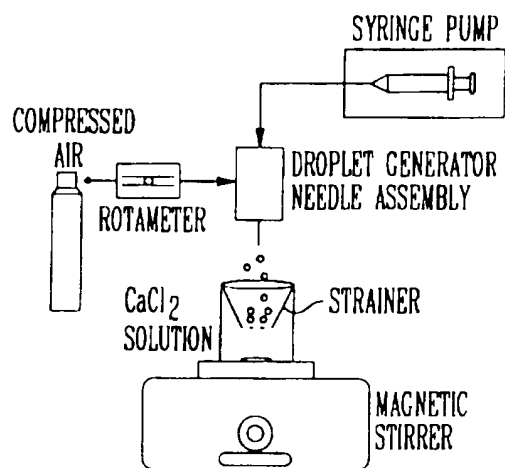 SYRINGE PUMP
COMPRESSED
AIR
ROTAMETER
DROPLET GENERATOR
NEEDLE ASSEMBLY
CaCl2
SOLUTION
STRAINER
MAGNETIC
STIRRER